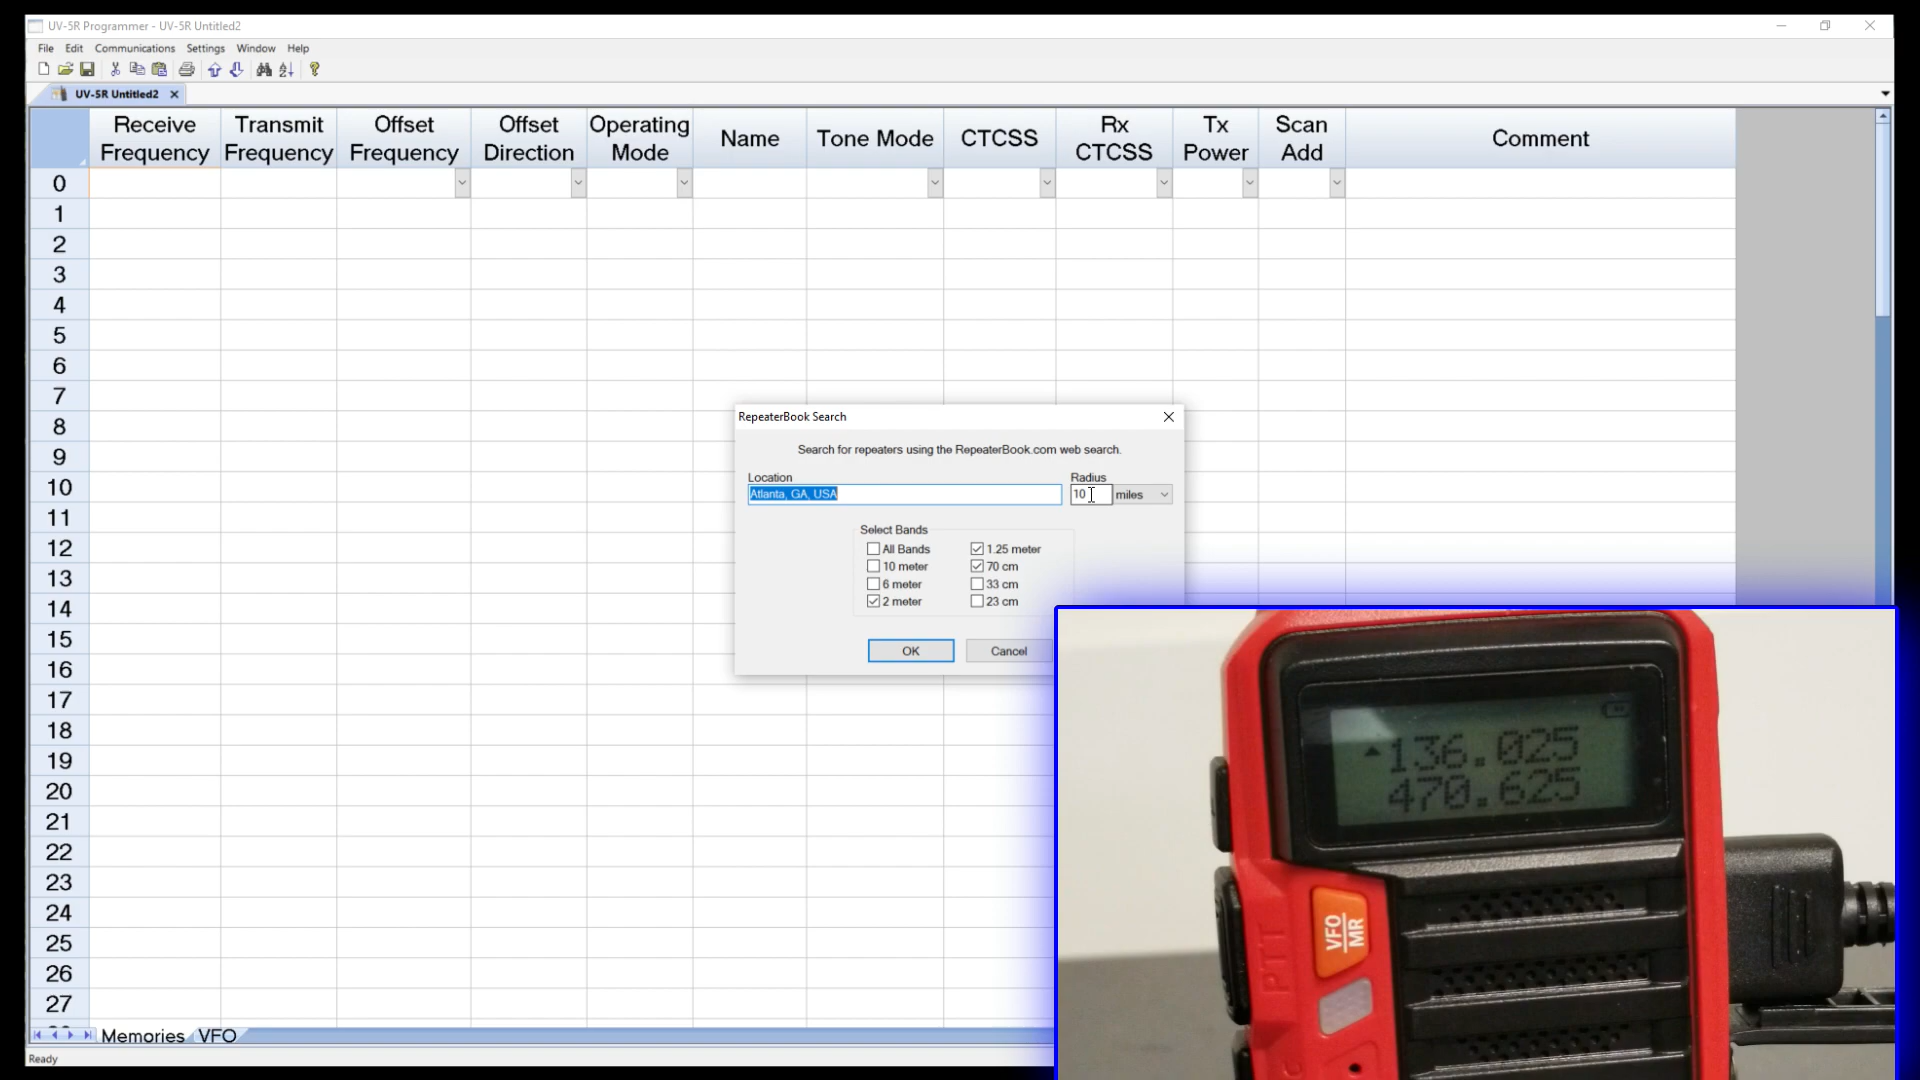 UV-5R Programmer - UV-5R Untitled2
File Edit Communications Settings Window Help
UV-5R Untitled2
Receive Frequency Transmit Frequency Offset Frequency Offset Direction Operating Mode Name Tone Mode CTCSS Rx CTCSS Tx Power Scan Add Comment
0
1
2
3
4
5
6
7
8
9
10
11
12
13
14
15
16
17
18
19
20
21
22
23
24
25
26
27
RepeaterBook Search
Search for repeaters using the RepeaterBook.com web search.
Location Radius
Atlanta, GA, USA 10 miles
Select Bands
All Bands 1.25 meter
10 meter 70 cm
6 meter 33 cm
2 meter 23 cm
OK Cancel
136.025
470.625
VFO
MR
PTT
Memories VFO
Ready